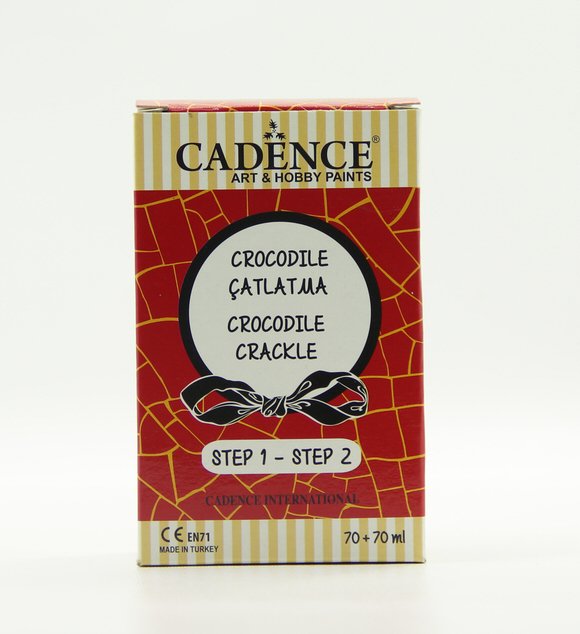 CADENCE®
ART & HOBBY PAINTS
CROCODILE
ÇATLATMA
CROCODILE
CRACKLE
STEP 1 - STEP 2
CADENCE INTERNATIONAL
CE EN71
MADE IN TURKEY
70 + 70 ml